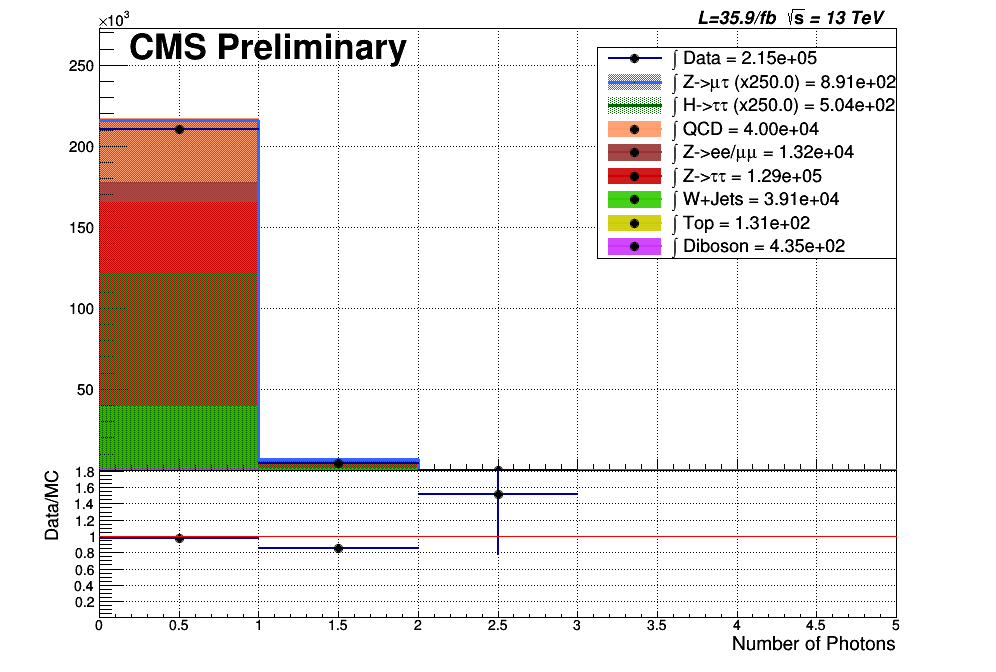 ×10³
L=35.9/fb √s = 13 TeV
CMS Preliminary
∫ Data = 2.15e+05
∫ Z->μτ (x250.0) = 8.91e+02
∫ H->ττ (x250.0) = 5.04e+02
∫ QCD = 4.00e+04
∫ Z->ee/μμ = 1.32e+04
∫ Z->ττ = 1.29e+05
∫ W+Jets = 3.91e+04
∫ Top = 1.31e+02
∫ Diboson = 4.35e+02
250
200
150
100
50
Data/MC
1.8
1.6
1.4
1.2
1
0.8
0.6
0.4
0.2
0 0.5 1 1.5 2 2.5 3 3.5 4 4.5 5
Number of Photons